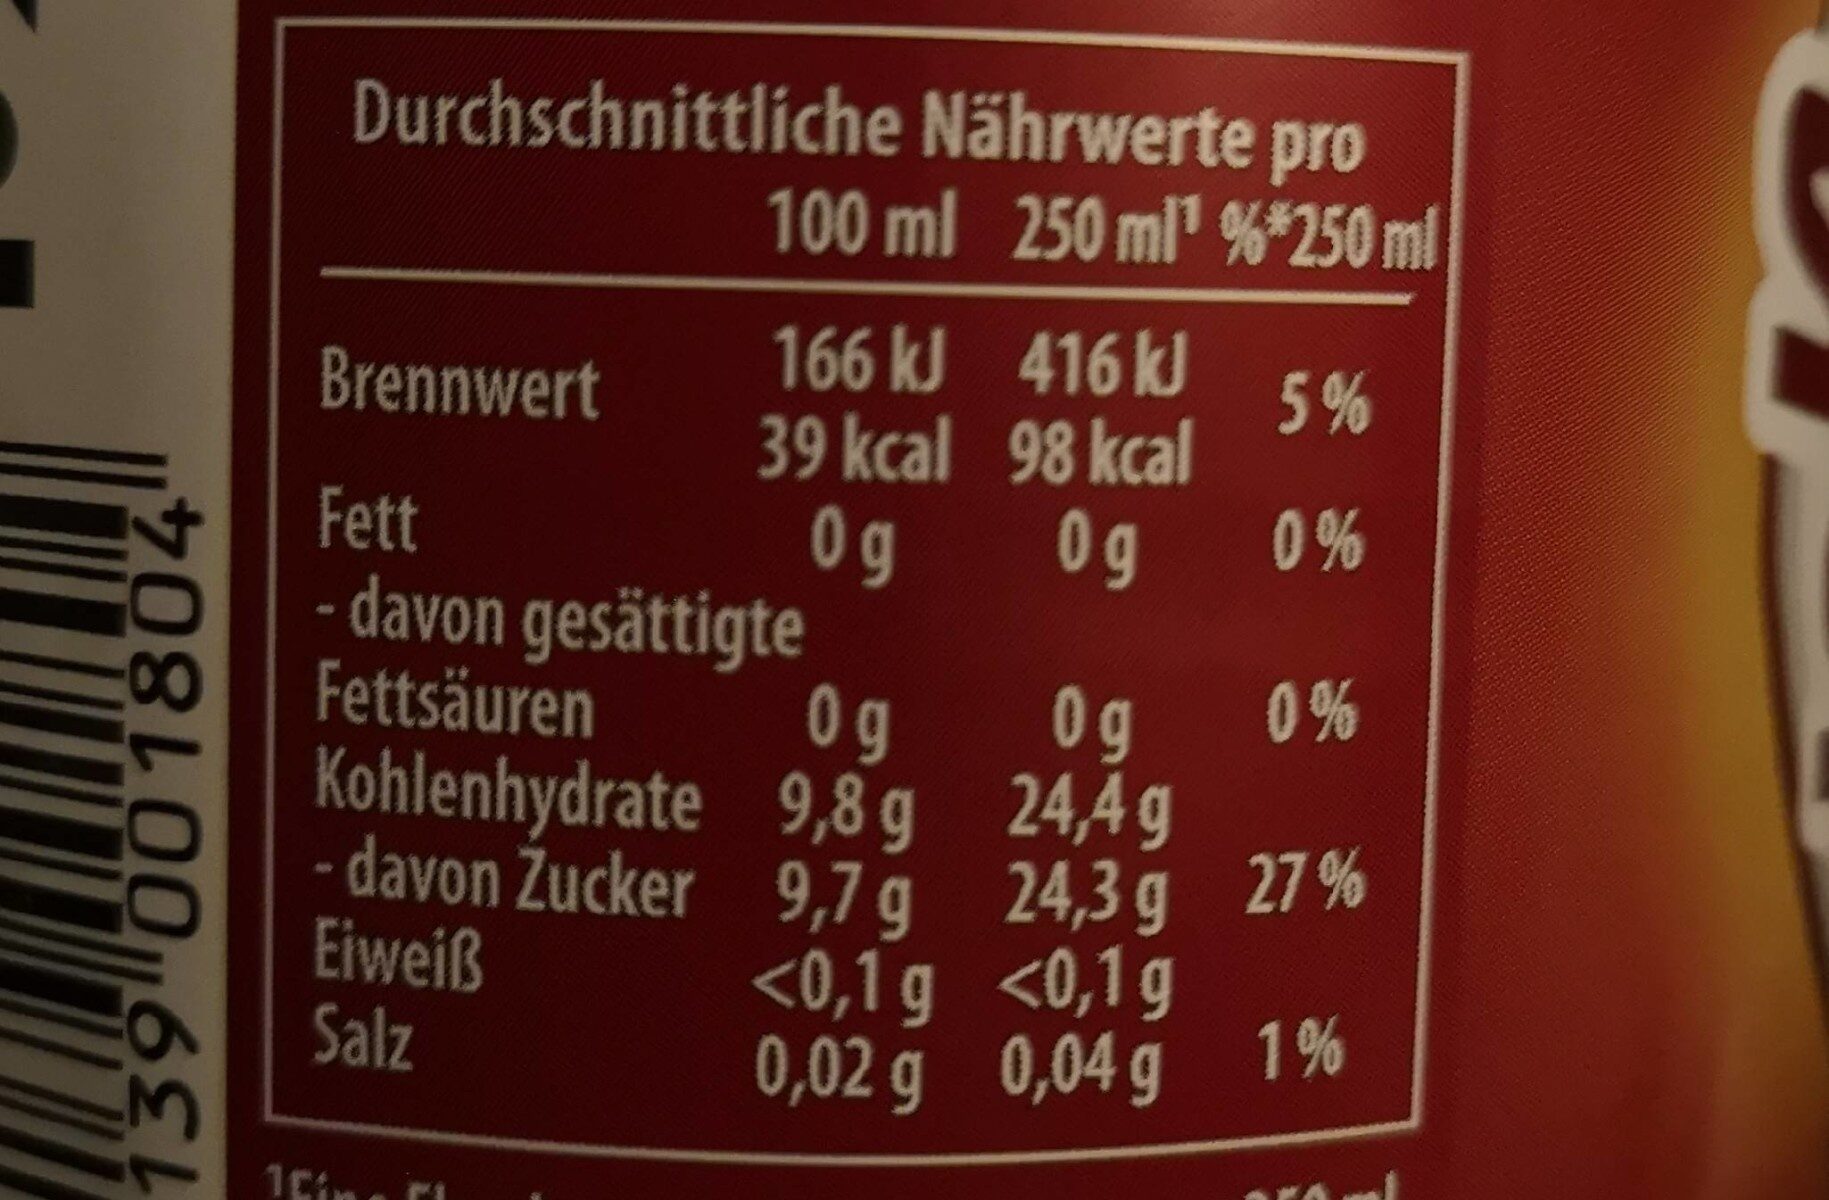 Durchschnittliche Nährwerte pro
100 ml 250 ml¹ %*250 ml
Brennwert 166 kJ 416 kJ 5 %
39 kcal 98 kcal
Fett 0 g 0 g 0 %
- davon gesättigte
Fettsäuren 0 g 0 g 0 %
Kohlenhydrate 9,8 g 24,4 g
- davon Zucker 9,7 g 24,3 g 27 %
Eiweiß <0,1 g <0,1 g
Salz 0,02 g 0,04 g 1 %
139 001804